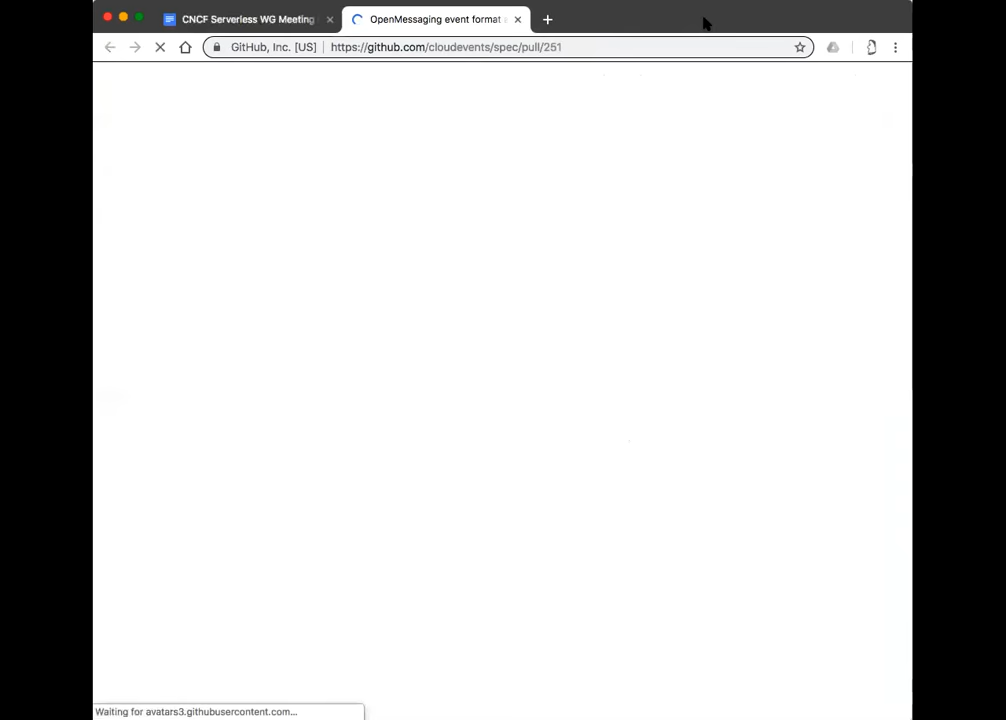 CNCF Serverless WG Meeting
OpenMessaging event format
GitHub, Inc. [US] https://github.com/cloudevents/spec/pull/251
Waiting for avatars3.githubusercontent.com...